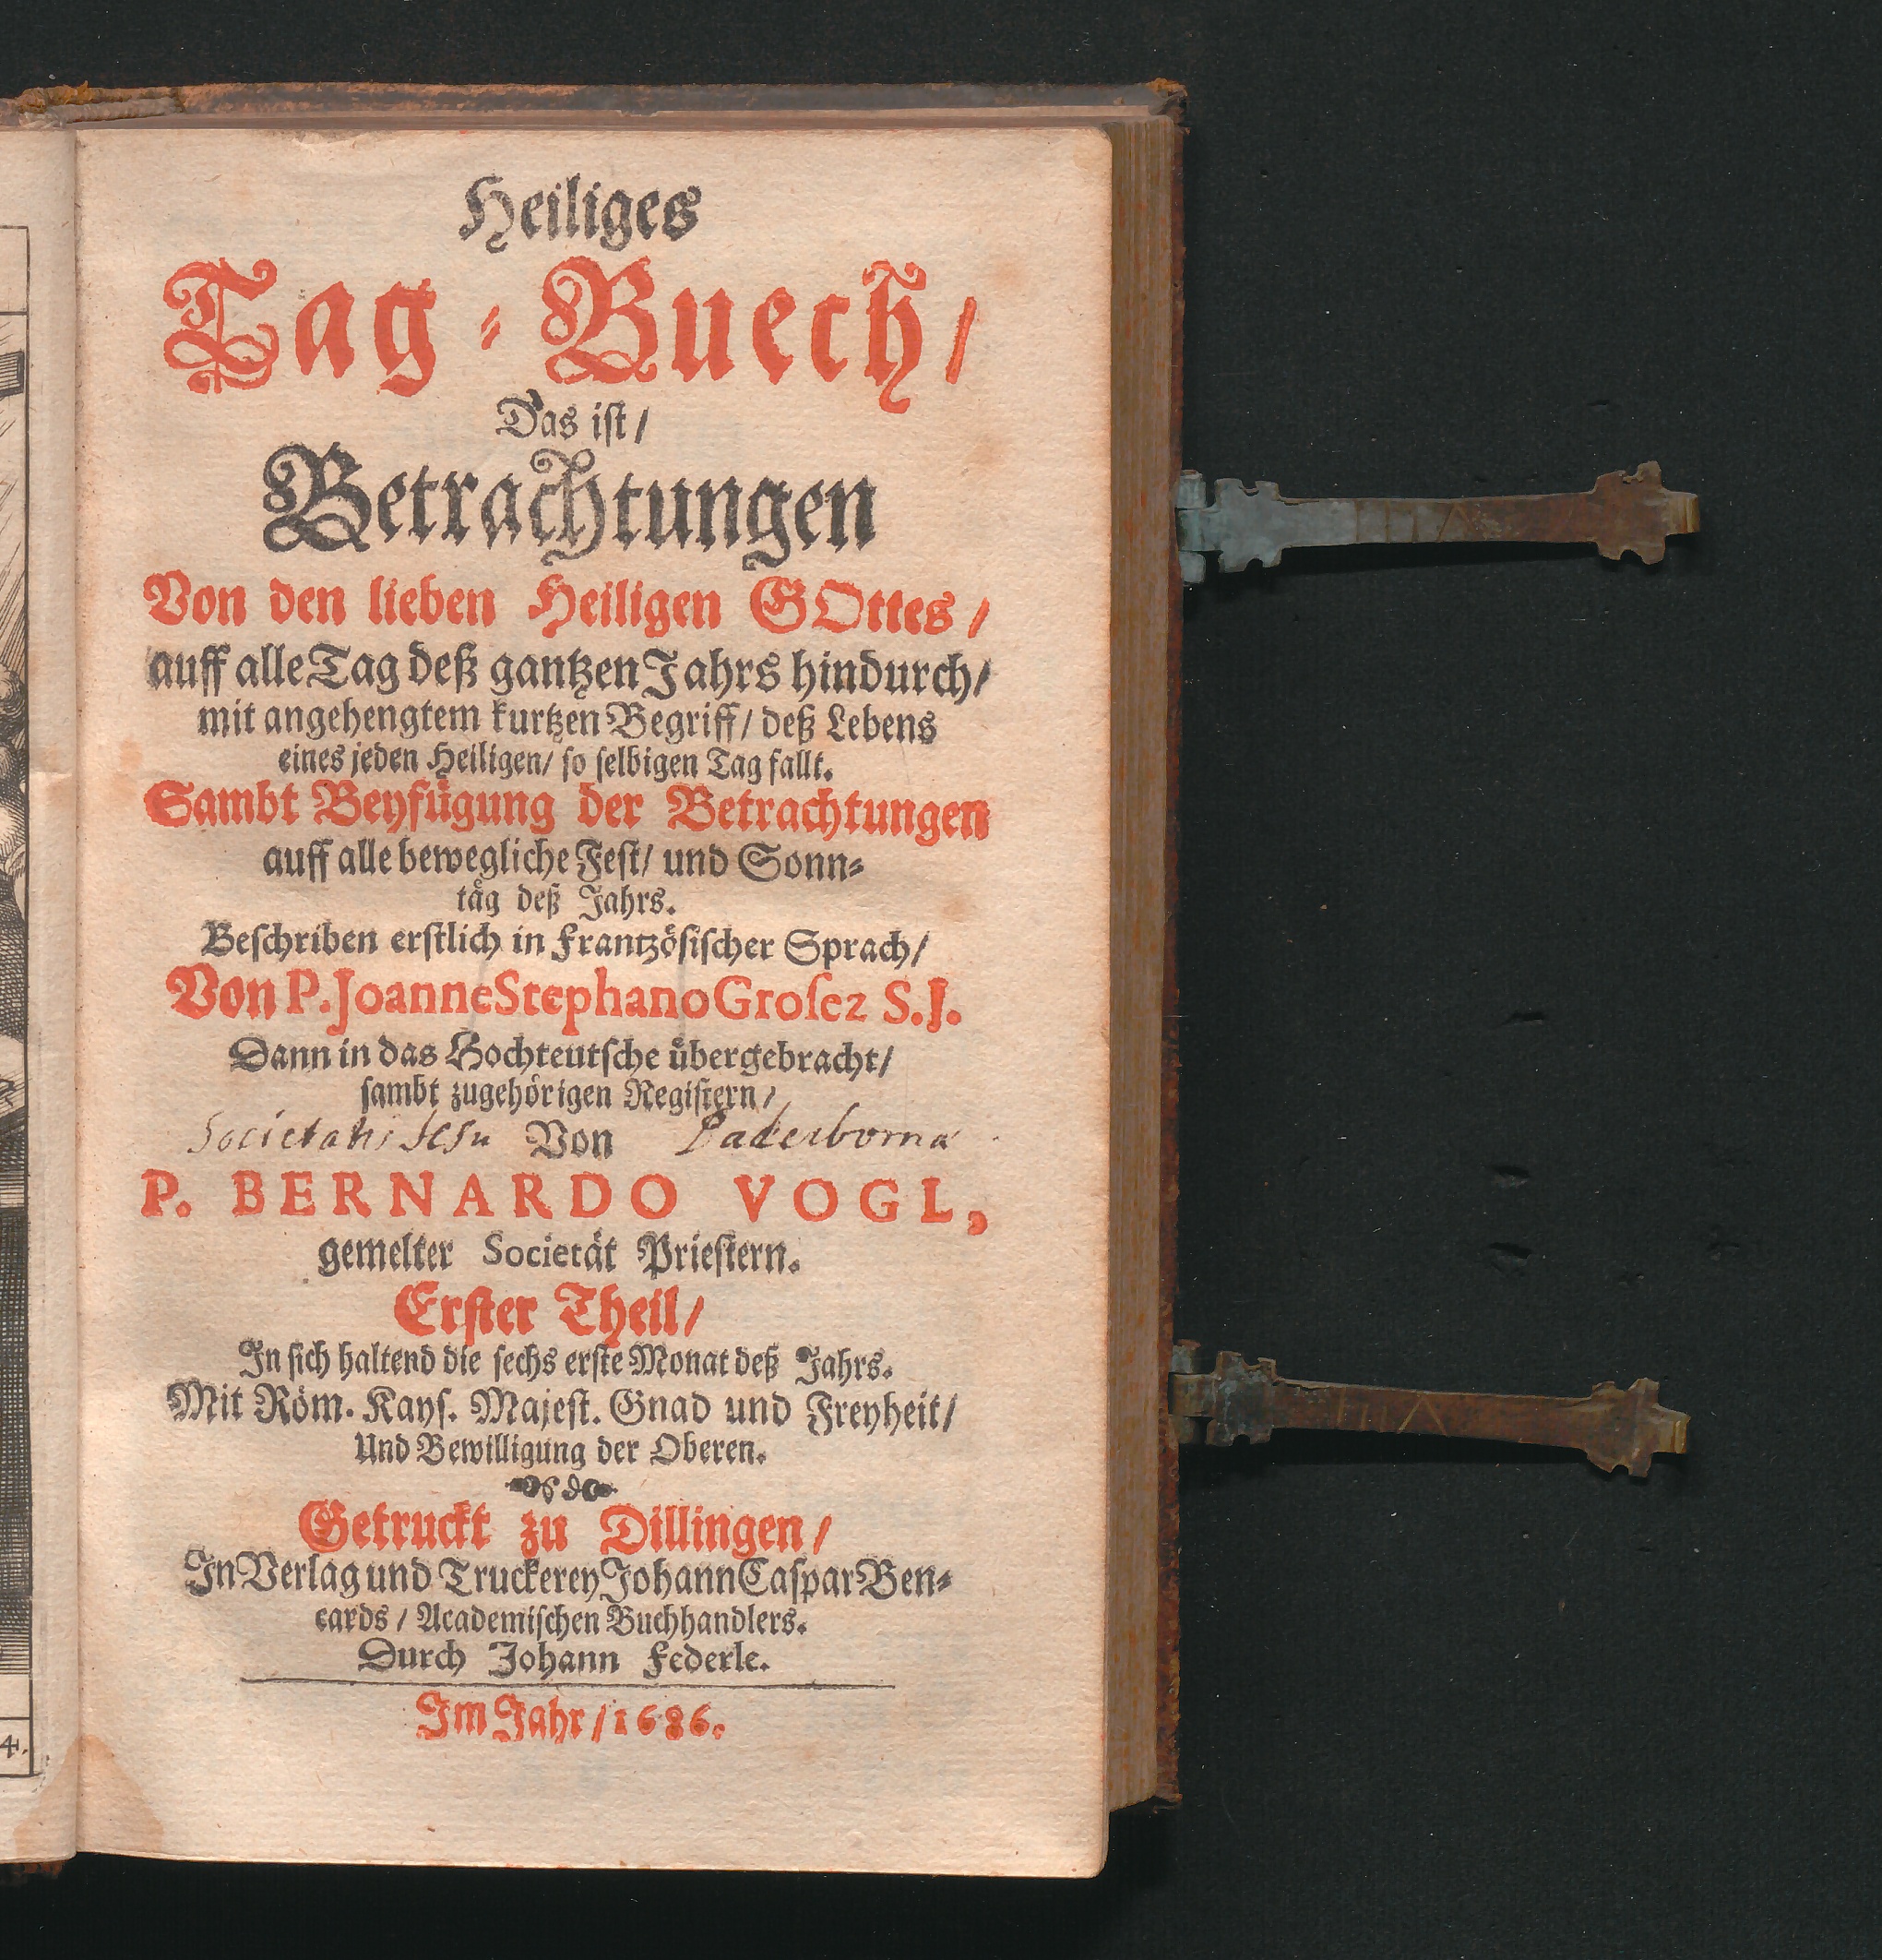 Heiliges
Tag-Buech/
Das ist/
Betrachtungen
Von den lieben Heiligen GOttes/
auff alle Tag deß gantzen Jahrs hindurch/
mit angehengtem kurtzen Begriff/ deß Lebens
eines jeden Heiligen/ so selbigen Tag fallt.
Sambt Beyfügung der Betrachtungen
auff alle bewegliche Fest/ und Sonn-
täg deß Jahrs.
Beschriben erstlich in Frantzösischer Sprach/
Von P. Joanne Stephano Grosez S.J.
Dann in das Hochteutsche übergebracht/
sambt zugehörigen Registern/
Societatis Jesu Von Paderbornae
P. BERNARDO VOGL,
gemelter Societät Priestern.
Erster Theil/
In sich haltend die sechs erste Monat deß Jahrs.
Mit Röm. Kays. Majest. Gnad und Freyheit/
Und Bewilligung der Oberen.
Getruckt zu Dillingen/
In Verlag und Truckerey Johann Caspar Ben-
cards/ Academischen Buchhandlers.
Durch Johann Federle.
Im Jahr/ 1686.
4.